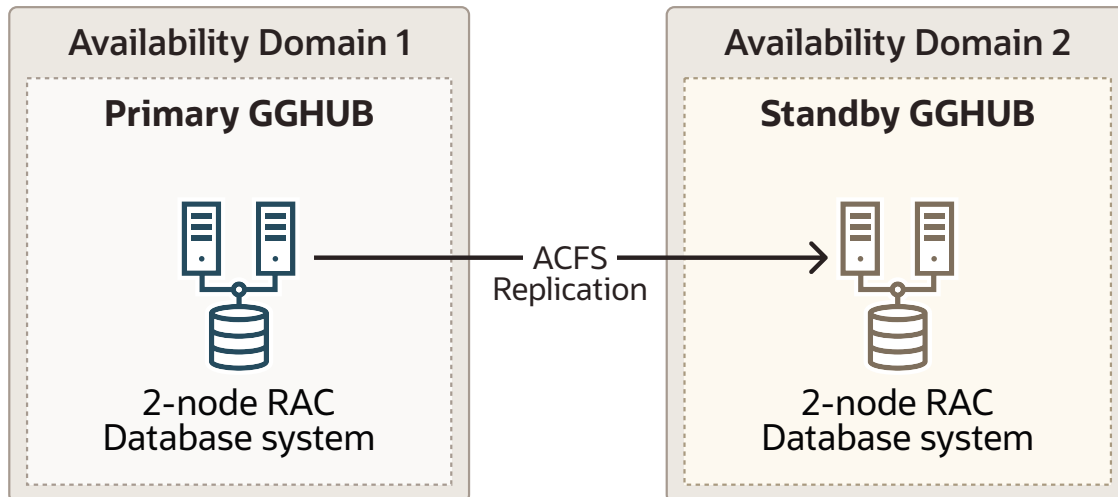 Availability Domain 1
Primary GGHUB
2-node RAC
Database system
ACFS
Replication
Availability Domain 2
Standby GGHUB
2-node RAC
Database system